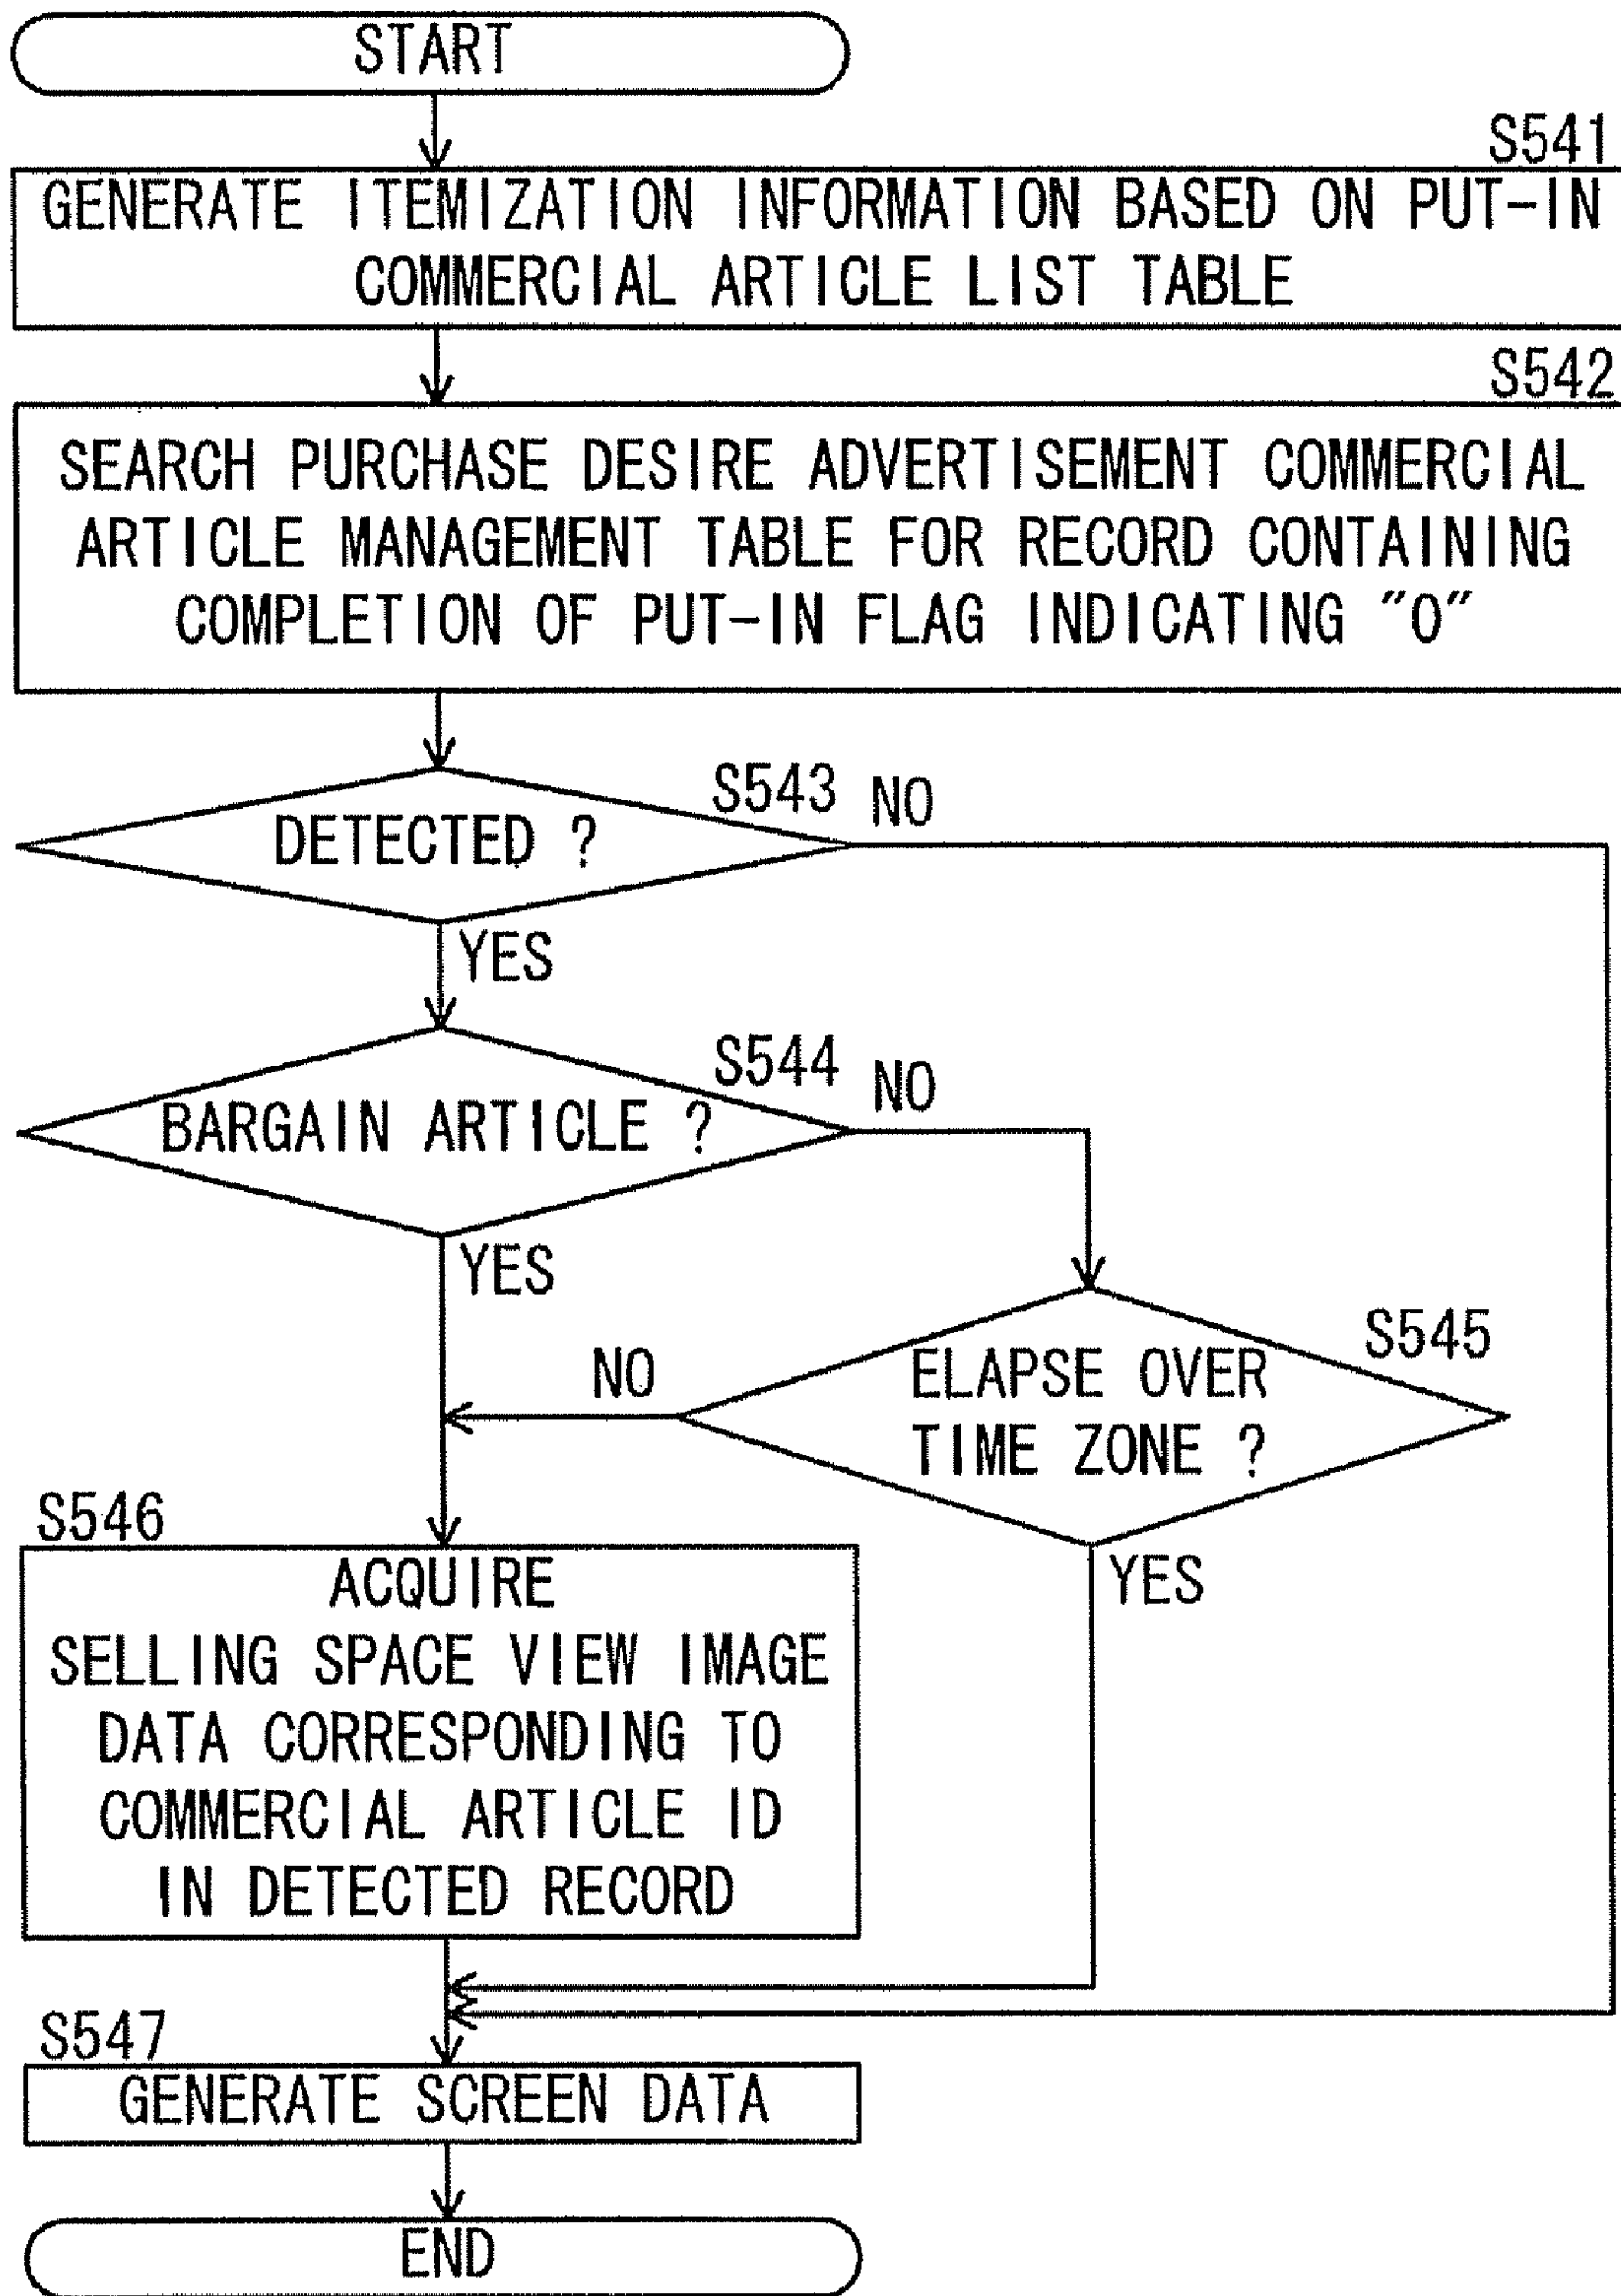 START
S541
GENERATE ITEMIZATION INFORMATION BASED ON PUT-IN
COMMERCIAL ARTICLE LIST TABLE
S542
SEARCH PURCHASE DESIRE ADVERTISEMENT COMMERCIAL
ARTICLE MANAGEMENT TABLE FOR RECORD CONTAINING
COMPLETION OF PUT-IN FLAG INDICATING "0"
S543
NO
DETECTED ?
YES
S544
NO
BARGAIN ARTICLE ?
YES
S545
NO
ELAPSE OVER
TIME ZONE ?
YES
S546
ACQUIRE
SELLING SPACE VIEW IMAGE
DATA CORRESPONDING TO
COMMERCIAL ARTICLE ID
IN DETECTED RECORD
S547
GENERATE SCREEN DATA
END